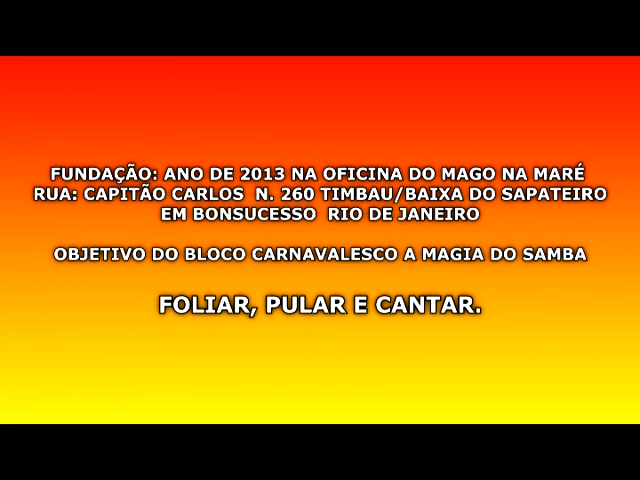 FUNDAÇÃO: ANO DE 2013 NA OFICINA DO MAGO NA MARÉ
RUA: CAPITÃO CARLOS  N. 260 TIMBAU/BAIXA DO SAPATEIRO
EM BONSUCESSO  RIO DE JANEIRO
OBJETIVO DO BLOCO CARNAVALESCO A MAGIA DO SAMBA
FOLIAR, PULAR E CANTAR.